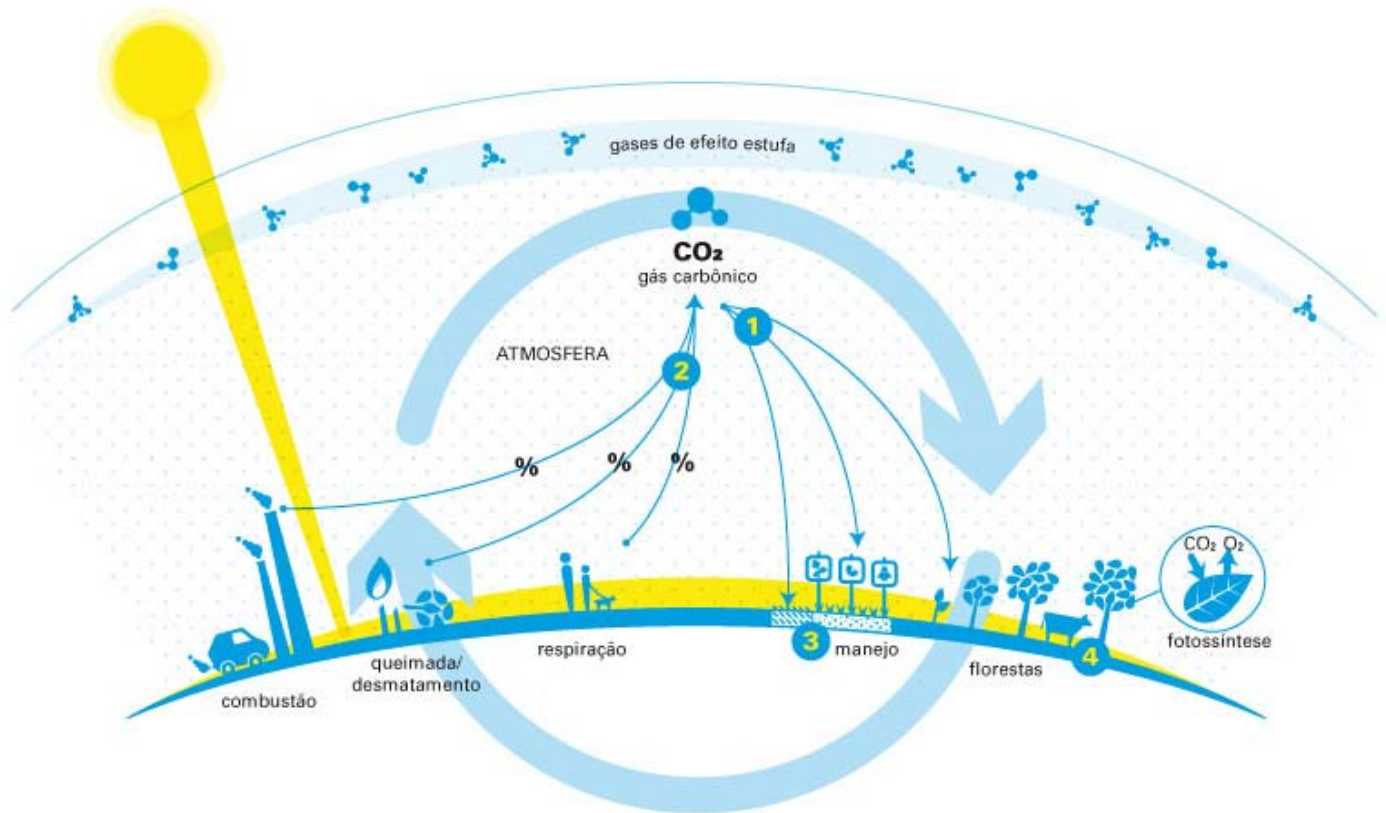 gases de efeito estufa
CO₂
gás carbônico
1
ATMOSFERA
2
% % %
CO₂ O₂
fotossíntese
3 manejo
4
florestas
respiração
queimada/
desmatamento
combustão